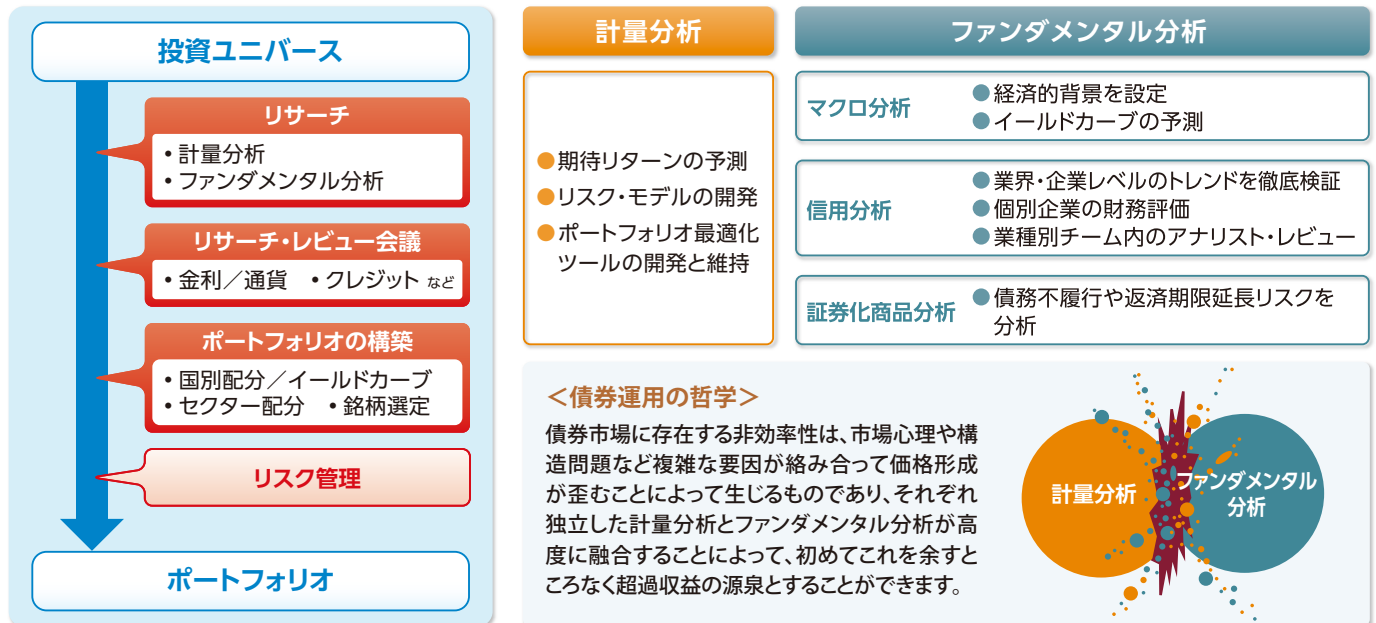 投資ユニバース
リサーチ
・計量分析
・ファンダメンタル分析
リサーチ・レビュー会議
・金利／通貨 ・クレジット など
ポートフォリオの構築
・国別配分／イールドカーブ
・セクター配分 ・銘柄選定
リスク管理
ポートフォリオ
計量分析
●期待リターンの予測
●リスク・モデルの開発
●ポートフォリオ最適化
ツールの開発と維持
ファンダメンタル分析
マクロ分析
●経済的背景を設定
●イールドカーブの予測
信用分析
●業界・企業レベルのトレンドを徹底検証
●個別企業の財務評価
●業種別チーム内のアナリスト・レビュー
証券化商品分析
●債務不履行や返済期限延長リスクを
分析
＜債券運用の哲学＞
債券市場に存在する非効率性は、市場心理や構
造問題など複雑な要因が絡み合って価格形成
が歪むことによって生じるものであり、それぞれ
独立した計量分析とファンダメンタル分析が高
度に融合することによって、初めてこれを余すと
ころなく超過収益の源泉とすることができます。
計量分析
ファンダメンタル
分析